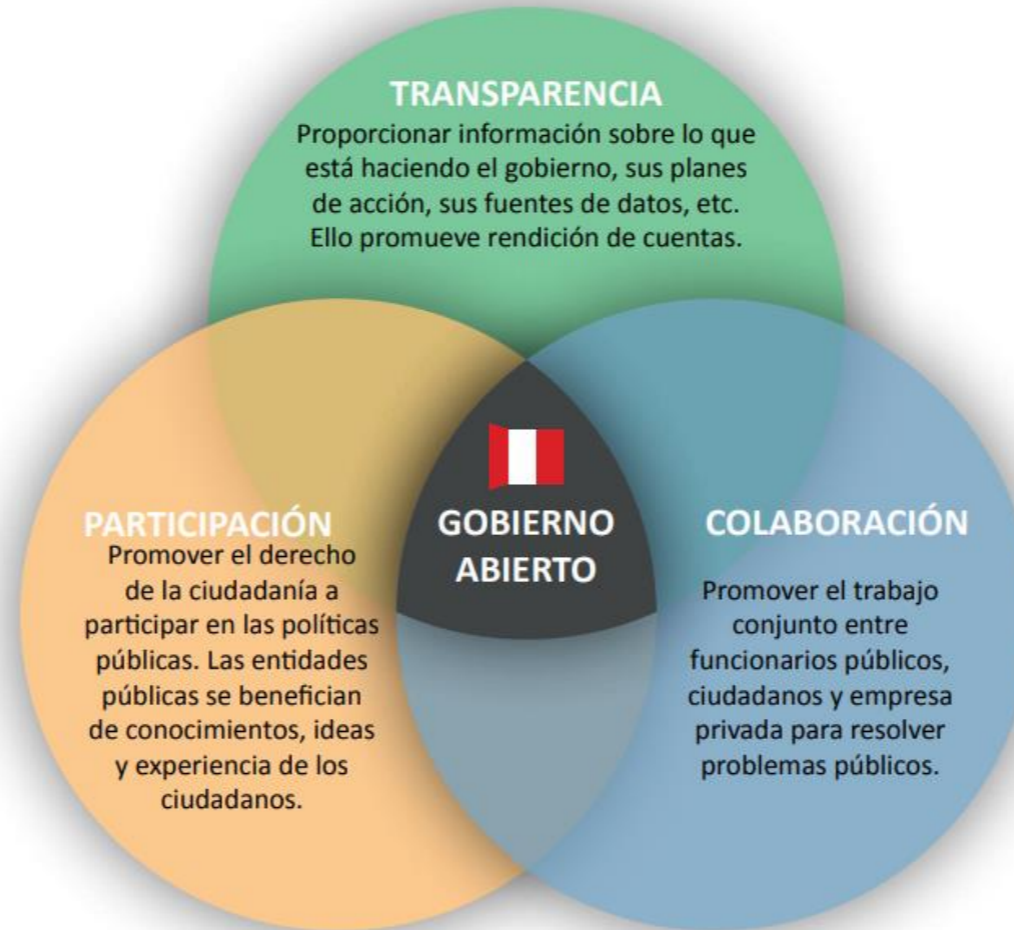 TRANSPARENCIA
Proporcionar información sobre lo que
está haciendo el gobierno, sus planes
de acción, sus fuentes de datos, etc.
Ello promueve rendición de cuentas.
PARTICIPACIÓN
Promover el derecho
de la ciudadanía a
participar en las políticas
públicas. Las entidades
públicas se benefician
de conocimientos, ideas
y experiencia de los
ciudadanos.
GOBIERNO
ABIERTO
COLABORACIÓN
Promover el trabajo
conjunto entre
funcionarios públicos,
ciudadanos y empresa
privada para resolver
problemas públicos.